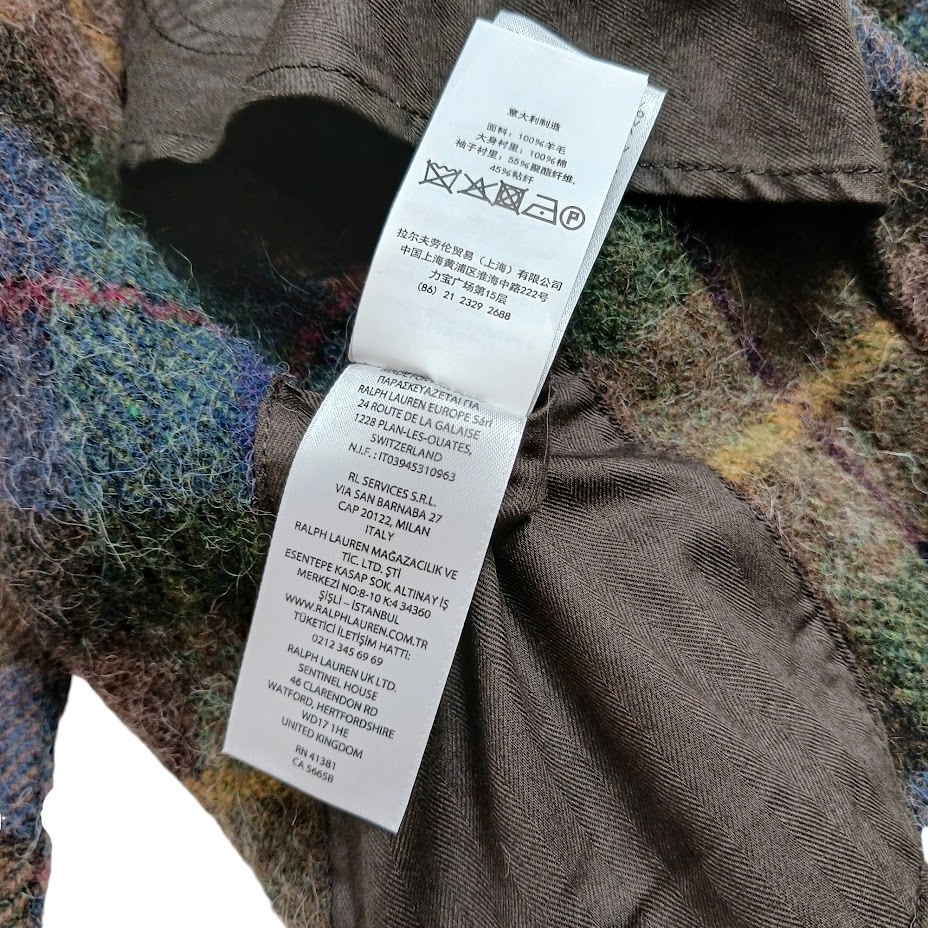 意大利制造
面料：100%羊毛
大身衬里：100%棉
袖子衬里：55%聚酯纤维，
45%粘纤
P
拉尔夫劳伦贸易（上海）有限公司
中国上海黄浦区淮海中路222号
力宝广场第15层
(86) 21 2329 2688
ΠΑΡΑΣΚΕΥΑΖΕΤΑΙ ΓΙΑ
RALPH LAUREN EUROPE Sàrl
24 ROUTE DE LA GALAISE
1228 PLAN-LES-OUATES,
SWITZERLAND
N.I.F. : IT03945310963
RL SERVICES S.R.L.
VIA SAN BARNABA 27
CAP 20122, MILAN
ITALY
RALPH LAUREN MAĞAZACILIK VE
TİC. LTD. ŞTİ
ESENTEPE KASAP SOK. ALTINAY İŞ
MERKEZİ NO:8-10 K:4 34360
ŞİŞLİ – İSTANBUL
WWW.RALPHLAUREN.COM.TR
TÜKETİCİ İLETİŞİM HATTI:
0212 345 69 69
RALPH LAUREN UK LTD.
SENTINEL HOUSE
46 CLARENDON RD
WATFORD, HERTFORDSHIRE
WD17 1HE
UNITED KINGDOM
RN 41381
CA 56658